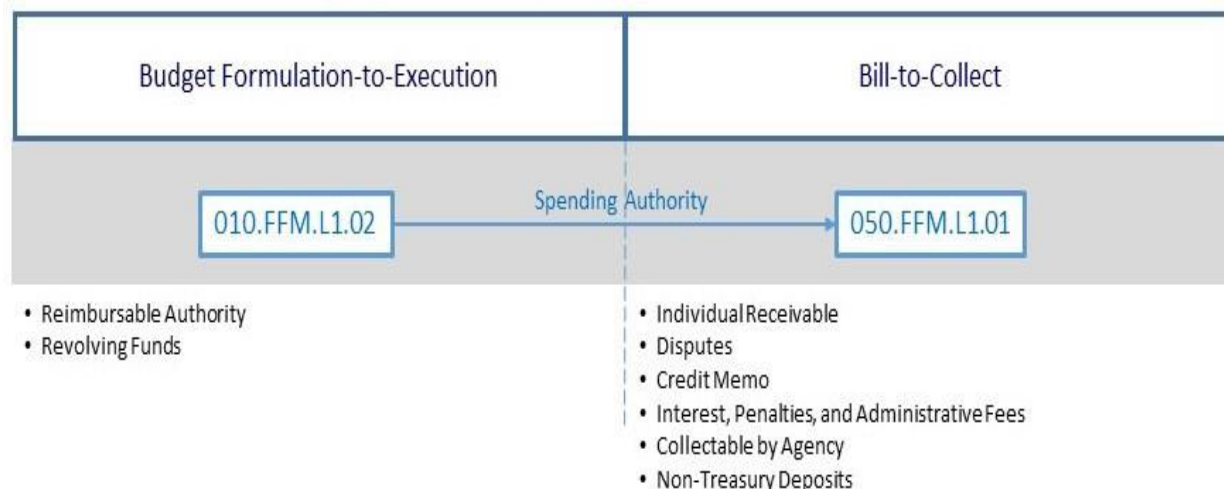 Budget Formulation-to-Execution
Bill-to-Collect
010.FFM.L1.02
Spending Authority
050.FFM.L1.01
• Reimbursable Authority
• Revolving Funds
• Individual Receivable
• Disputes
• Credit Memo
• Interest, Penalties, and Administrative Fees
• Collectable by Agency
• Non-Treasury Deposits